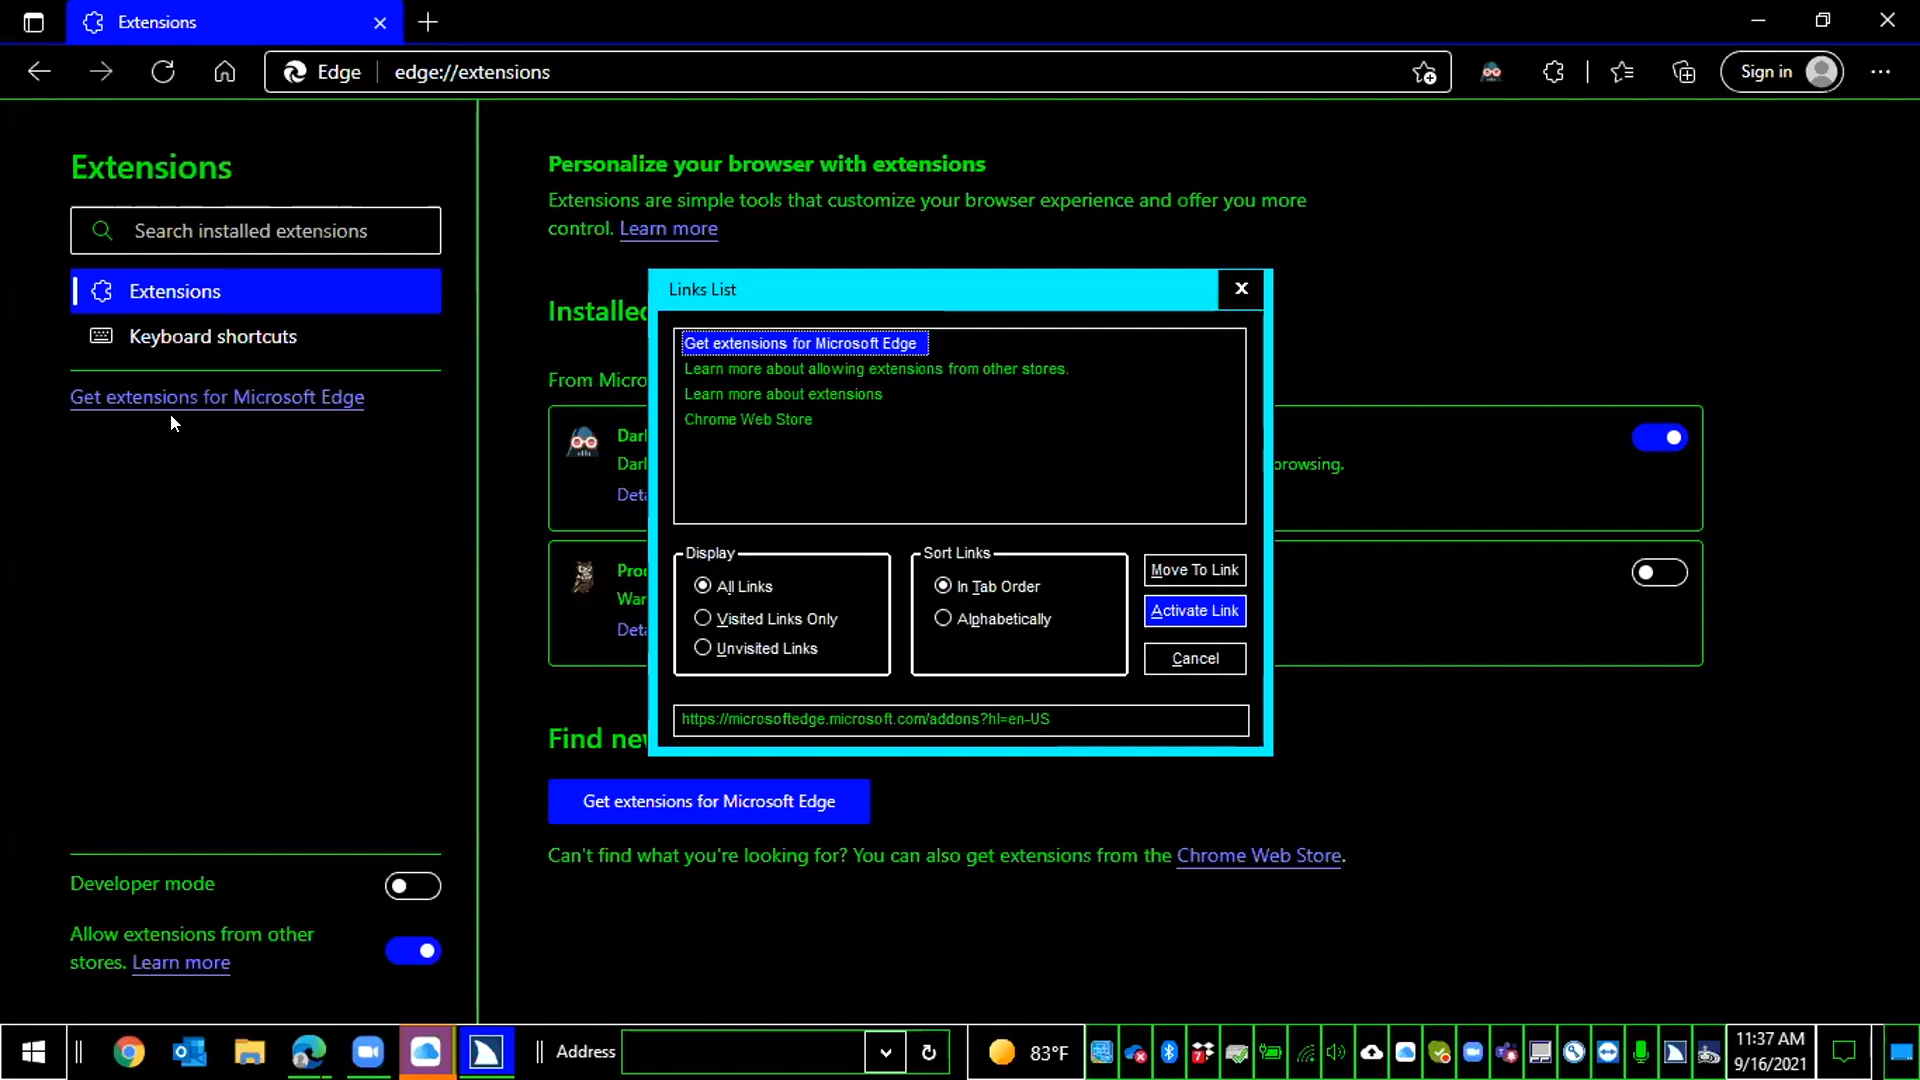 Extensions
Edge
edge://extensions
Sign in
Extensions
Search installed extensions
Extensions
Keyboard shortcuts
Get extensions for Microsoft Edge
Developer mode
Allow extensions from other
stores. Learn more
Personalize your browser with extensions
Extensions are simple tools that customize your browser experience and offer you more
control. Learn more
Installed
From Micro
Dark
Dark
browsing.
Deta
Proc
War
Deta
Find new
Get extensions for Microsoft Edge
Can't find what you're looking for? You can also get extensions from the Chrome Web Store.
Links List
Get extensions for Microsoft Edge
Learn more about allowing extensions from other stores.
Learn more about extensions
Chrome Web Store
Display
All Links
Visited Links Only
Unvisited Links
Sort Links
In Tab Order
Alphabetically
Move To Link
Activate Link
Cancel
https://microsoftedge.microsoft.com/addons?hl=en-US
Address
83°F
11:37 AM
9/16/2021